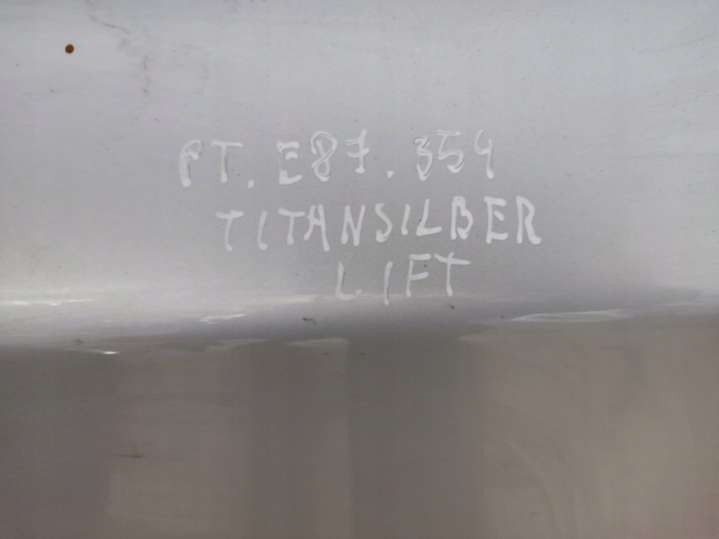 PT. E87. 354
TITANSILBER
LIFT